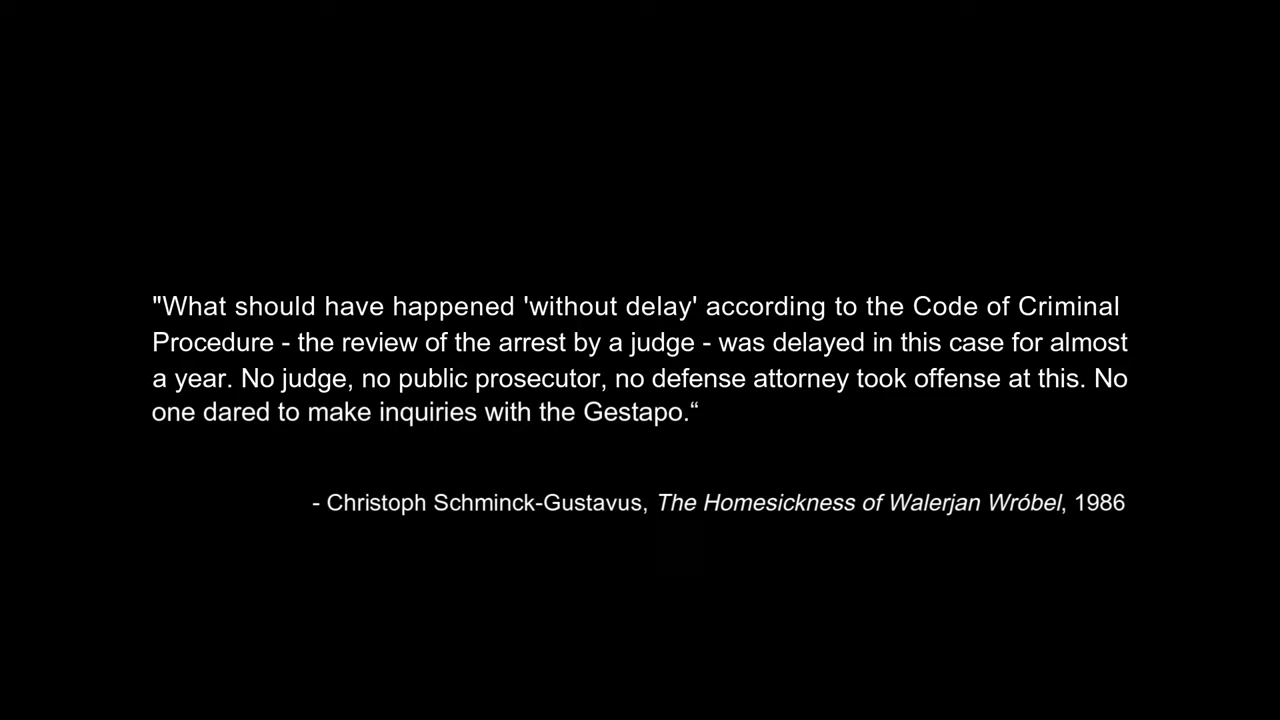 "What should have happened 'without delay' according to the Code of Criminal
Procedure - the review of the arrest by a judge - was delayed in this case for almost
a year. No judge, no public prosecutor, no defense attorney took offense at this. No
one dared to make inquiries with the Gestapo.“
- Christoph Schminck-Gustavus, The Homesickness of Walerjan Wróbel, 1986